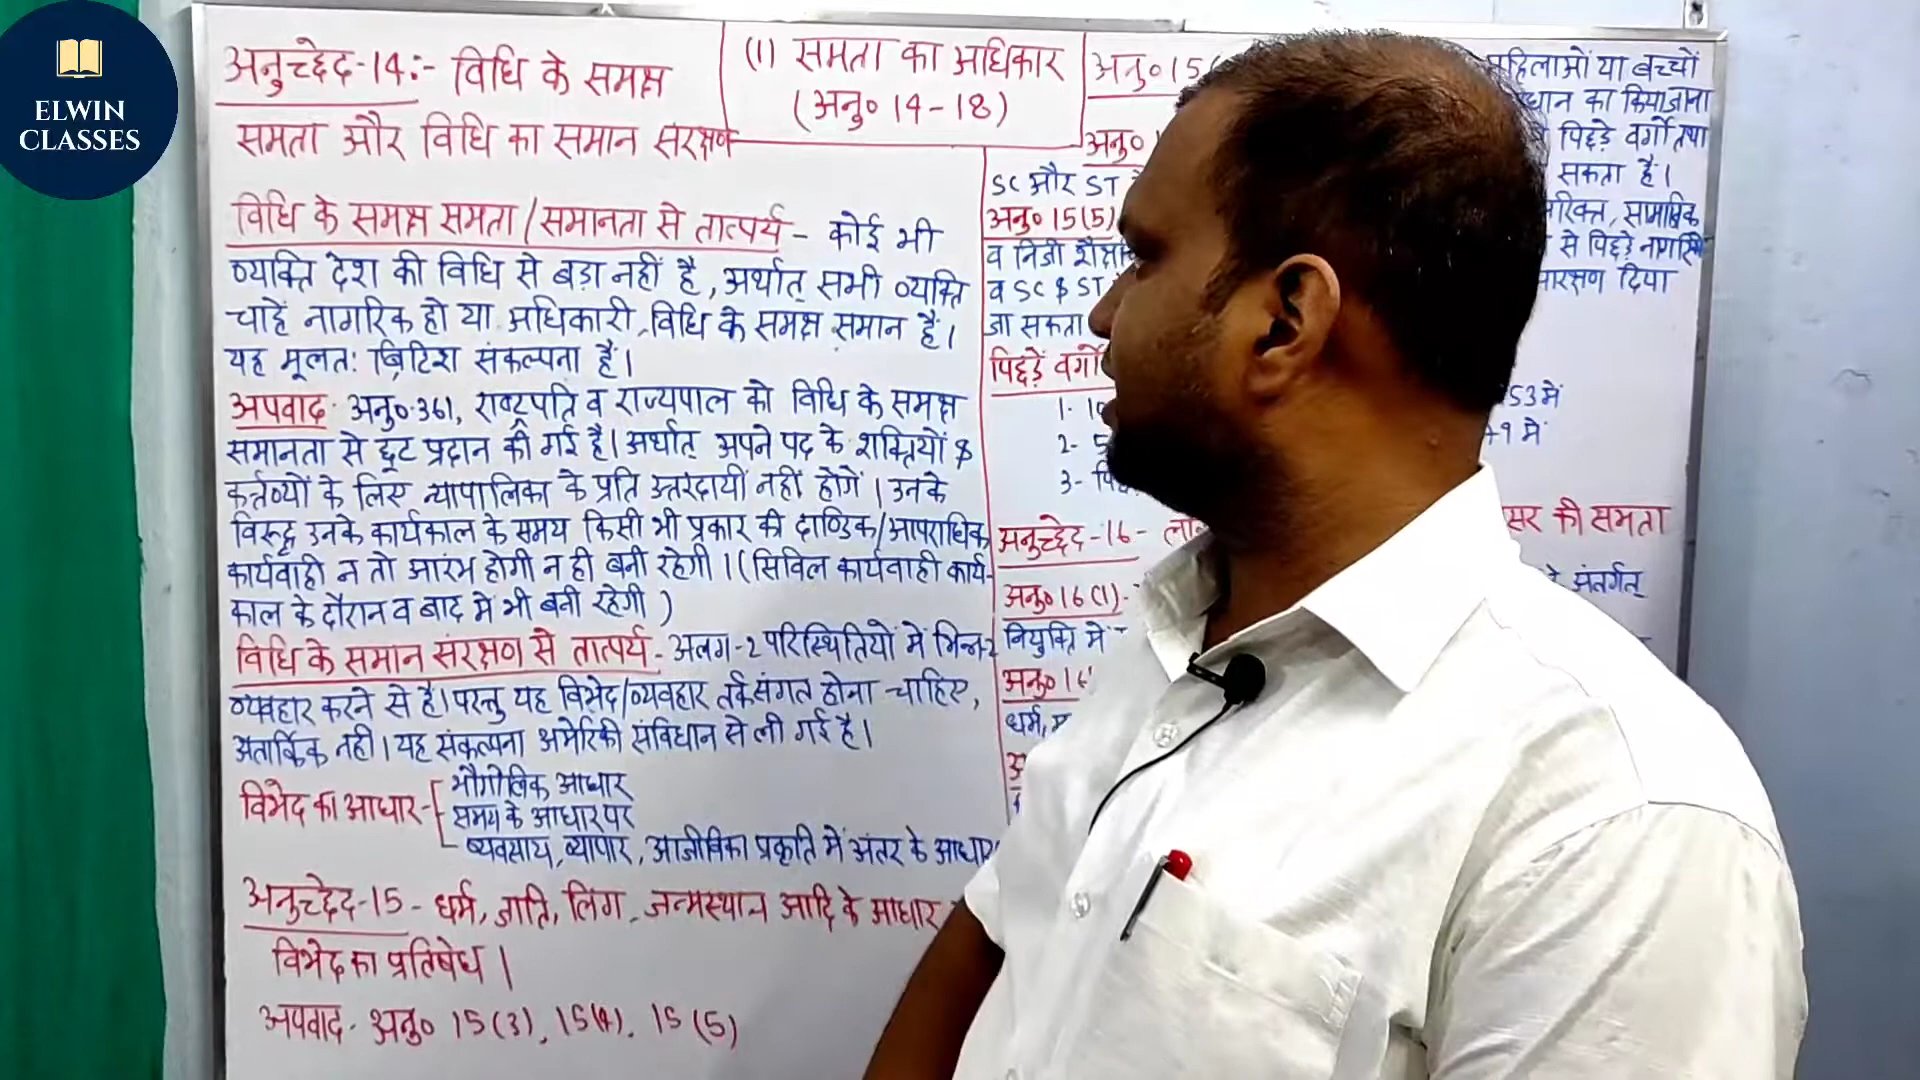 ELWIN
CLASSES
अनुच्छेद-14:- विधि के समक्ष
समता और विधि का समान संरक्षण
(1) समता का अधिकार
(अनु० 14-18)
विधि के समक्ष समता/समानता से तात्पर्य - कोई भी
व्यक्ति देश की विधि से बड़ा नहीं है, अर्थात् सभी व्यक्ति
चाहें नागरिक हो या अधिकारी, विधि के समक्ष समान हैं।
यह मूलतः ब्रिटिश संकल्पना हैं।
अपवाद- अनु०-361, राष्ट्रपति व राज्यपाल को विधि के समक्ष
समानता से छूट प्रदान की गई है। अर्थात् अपने पद के शक्तियों $
कर्तव्यों के लिए न्यापालिका के प्रति उत्तरदायी नहीं होगें। उनके
विरूद्ध उनके कार्यकाल के समय किसी भी प्रकार की दाण्डिक/आपराधिक
कार्यवाही न तो आरंभ होगी न ही बनी रहेगी। (सिविल कार्यवाही कार्य-
काल के दौरान व बाद में भी बनी रहेगी)
विधि के समान संरक्षण से तात्पर्य - अलग-2 परिस्थितियों में भिन्न-2
व्यवहार करने से है। परन्तु यह विभेद/व्यवहार तर्कसंगत होना चाहिए,
अतार्किक नहीं। यह संकल्पना अमेरिकी संविधान से ली गई है।
विभेद का आधार-
भौगोलिक आधार
समय के आधार पर
व्यवसाय, व्यापार, आजीविका प्रकृति में अंतर के आधार
अनुच्छेद-15 - धर्म, जाति, लिंग, जन्मस्थान आदि के आधार
विभेद का प्रतिषेध।
अपवाद- अनु० 15(3), 15(4), 15(5)
अनु० 15 महिलाओं या बच्चों
का किया जाना
अनु० पिछड़े वर्गों तथा
SC और ST सकता है।
अनु० 15(5) सामाजिक
व निजी से पिछड़े नागरिकों
व SC $ ST आरक्षण दिया
जा सकता
पिछड़ें वर्गों
1- 53 में
2- 79 में
3-
अनुच्छेद-16 - की समता
अनु० 16(1)- अंतर्गत्
नियुक्ति में
अनु० 16
धर्म,